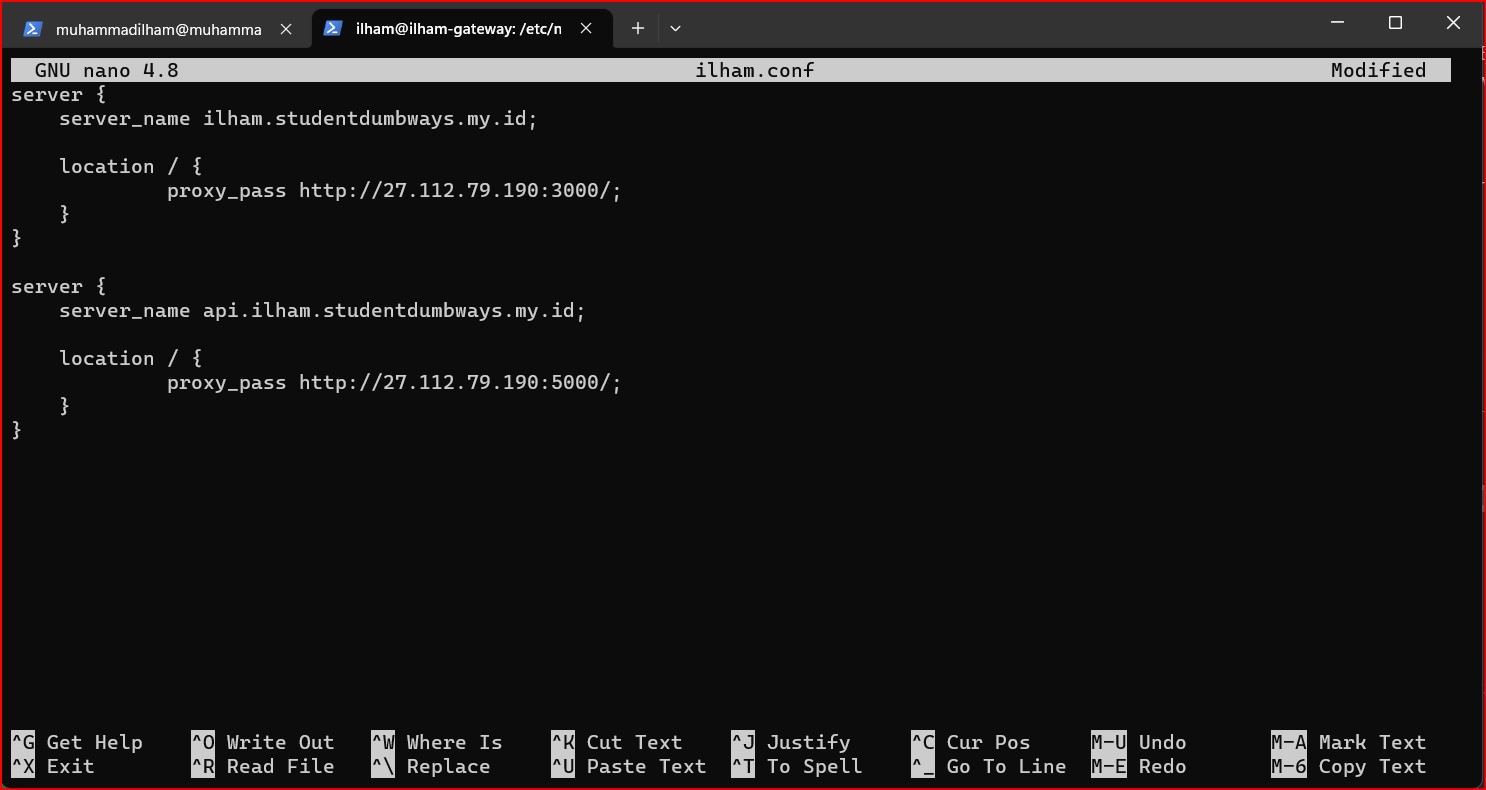 muhammadilham@muhamma
ilham@ilham-gateway: /etc/n
GNU nano 4.8 ilham.conf Modified
server {
    server_name ilham.studentdumbways.my.id;

    location / {
             proxy_pass http://27.112.79.190:3000/;
    }
}

server {
    server_name api.ilham.studentdumbways.my.id;

    location / {
             proxy_pass http://27.112.79.190:5000/;
    }
}
^G Get Help ^O Write Out ^W Where Is ^K Cut Text ^J Justify ^C Cur Pos M-U Undo M-A Mark Text
^X Exit ^R Read File ^\ Replace ^U Paste Text ^T To Spell ^_ Go To Line M-E Redo M-6 Copy Text